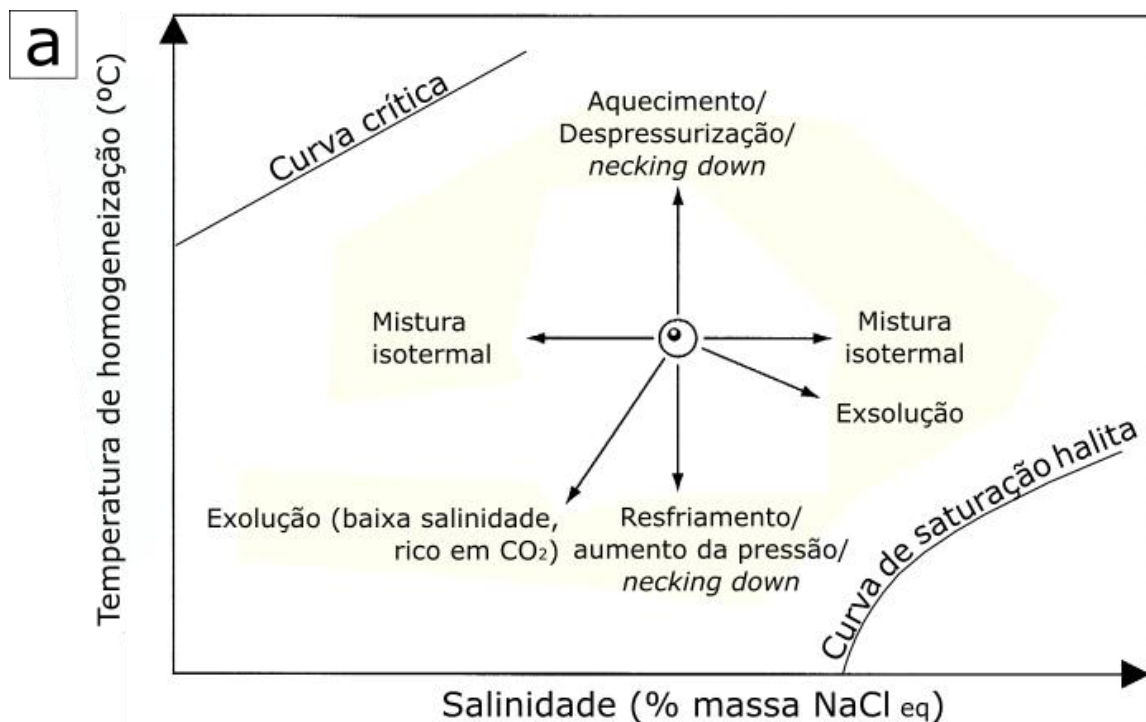 a
Temperatura de homogeneização (ºC)
Curva crítica
Aquecimento/
Despressurização/
necking down
Mistura
isotermal
Mistura
isotermal
Exsolução
Exolução (baixa salinidade,
rico em CO2)
Resfriamento/
aumento da pressão/
necking down
Curva de saturação halita
Salinidade (% massa NaCl eq)